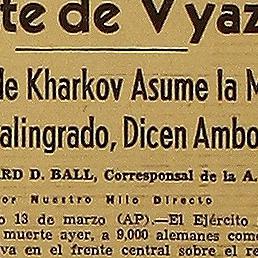 te de Vyaz
de Kharkov Asume la M
alingrado, Dicen Ambo
ARD D. BALL, Corresponsal de la A.
or Nuestro Hilo Directo
o 13 de marzo (AP).—El Ejército
muerte ayer, a 9,000 alemanes com
va en el frente central sobre el re